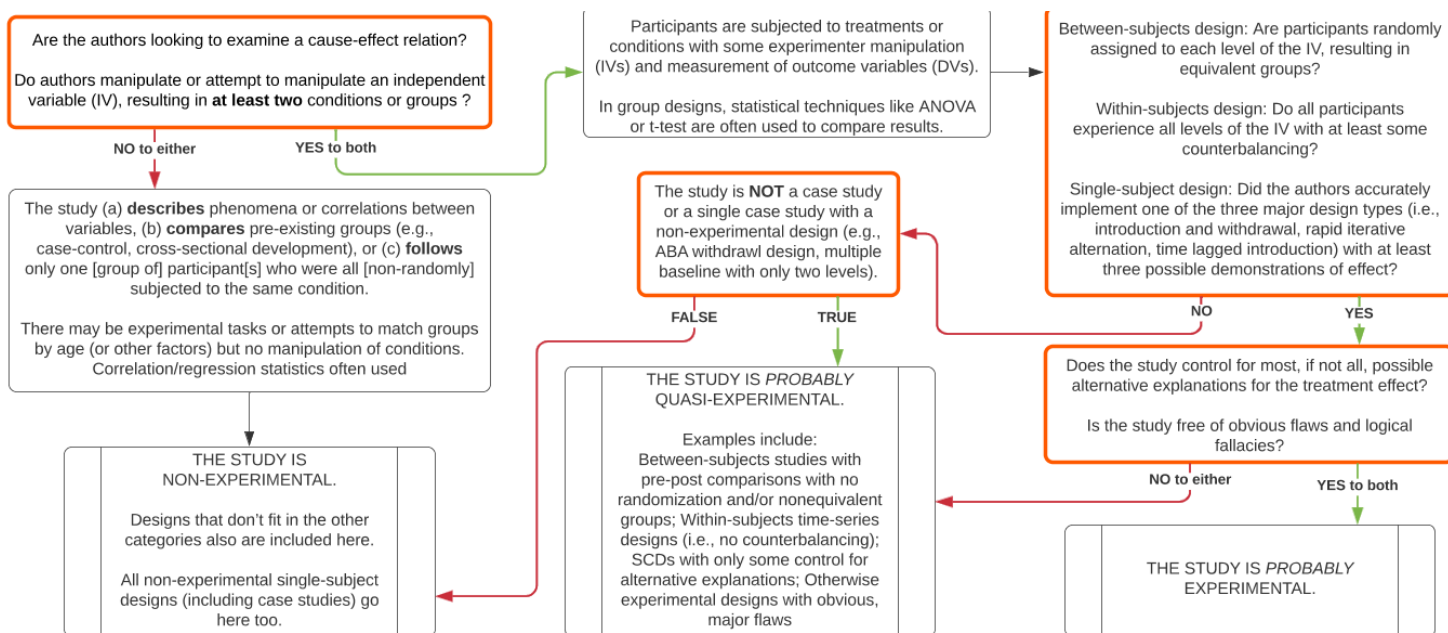 Are the authors looking to examine a cause-effect relation?
Do authors manipulate or attempt to manipulate an independent
variable (IV), resulting in at least two conditions or groups ?
NO to either
YES to both
Participants are subjected to treatments or
conditions with some experimenter manipulation
(IVs) and measurement of outcome variables (DVs).
In group designs, statistical techniques like ANOVA
or t-test are often used to compare results.
Between-subjects design: Are participants randomly
assigned to each level of the IV, resulting in
equivalent groups?
Within-subjects design: Do all participants
experience all levels of the IV with at least some
counterbalancing?
Single-subject design: Did the authors accurately
implement one of the three major design types (i.e.,
introduction and withdrawal, rapid iterative
alternation, time lagged introduction) with at least
three possible demonstrations of effect?
NO
YES
The study (a) describes phenomena or correlations between
variables, (b) compares pre-existing groups (e.g.,
case-control, cross-sectional development), or (c) follows
only one [group of] participant[s] who were all [non-randomly]
subjected to the same condition.
There may be experimental tasks or attempts to match groups
by age (or other factors) but no manipulation of conditions.
Correlation/regression statistics often used
The study is NOT a case study
or a single case study with a
non-experimental design (e.g.,
ABA withdrawl design, multiple
baseline with only two levels).
FALSE
TRUE
Does the study control for most, if not all, possible
alternative explanations for the treatment effect?
Is the study free of obvious flaws and logical
fallacies?
NO to either
YES to both
THE STUDY IS
NON-EXPERIMENTAL.
Designs that don't fit in the other
categories also are included here.
All non-experimental single-subject
designs (including case studies) go
here too.
THE STUDY IS PROBABLY
QUASI-EXPERIMENTAL.
Examples include:
Between-subjects studies with
pre-post comparisons with no
randomization and/or nonequivalent
groups; Within-subjects time-series
designs (i.e., no counterbalancing);
SCDs with only some control for
alternative explanations; Otherwise
experimental designs with obvious,
major flaws
THE STUDY IS PROBABLY
EXPERIMENTAL.